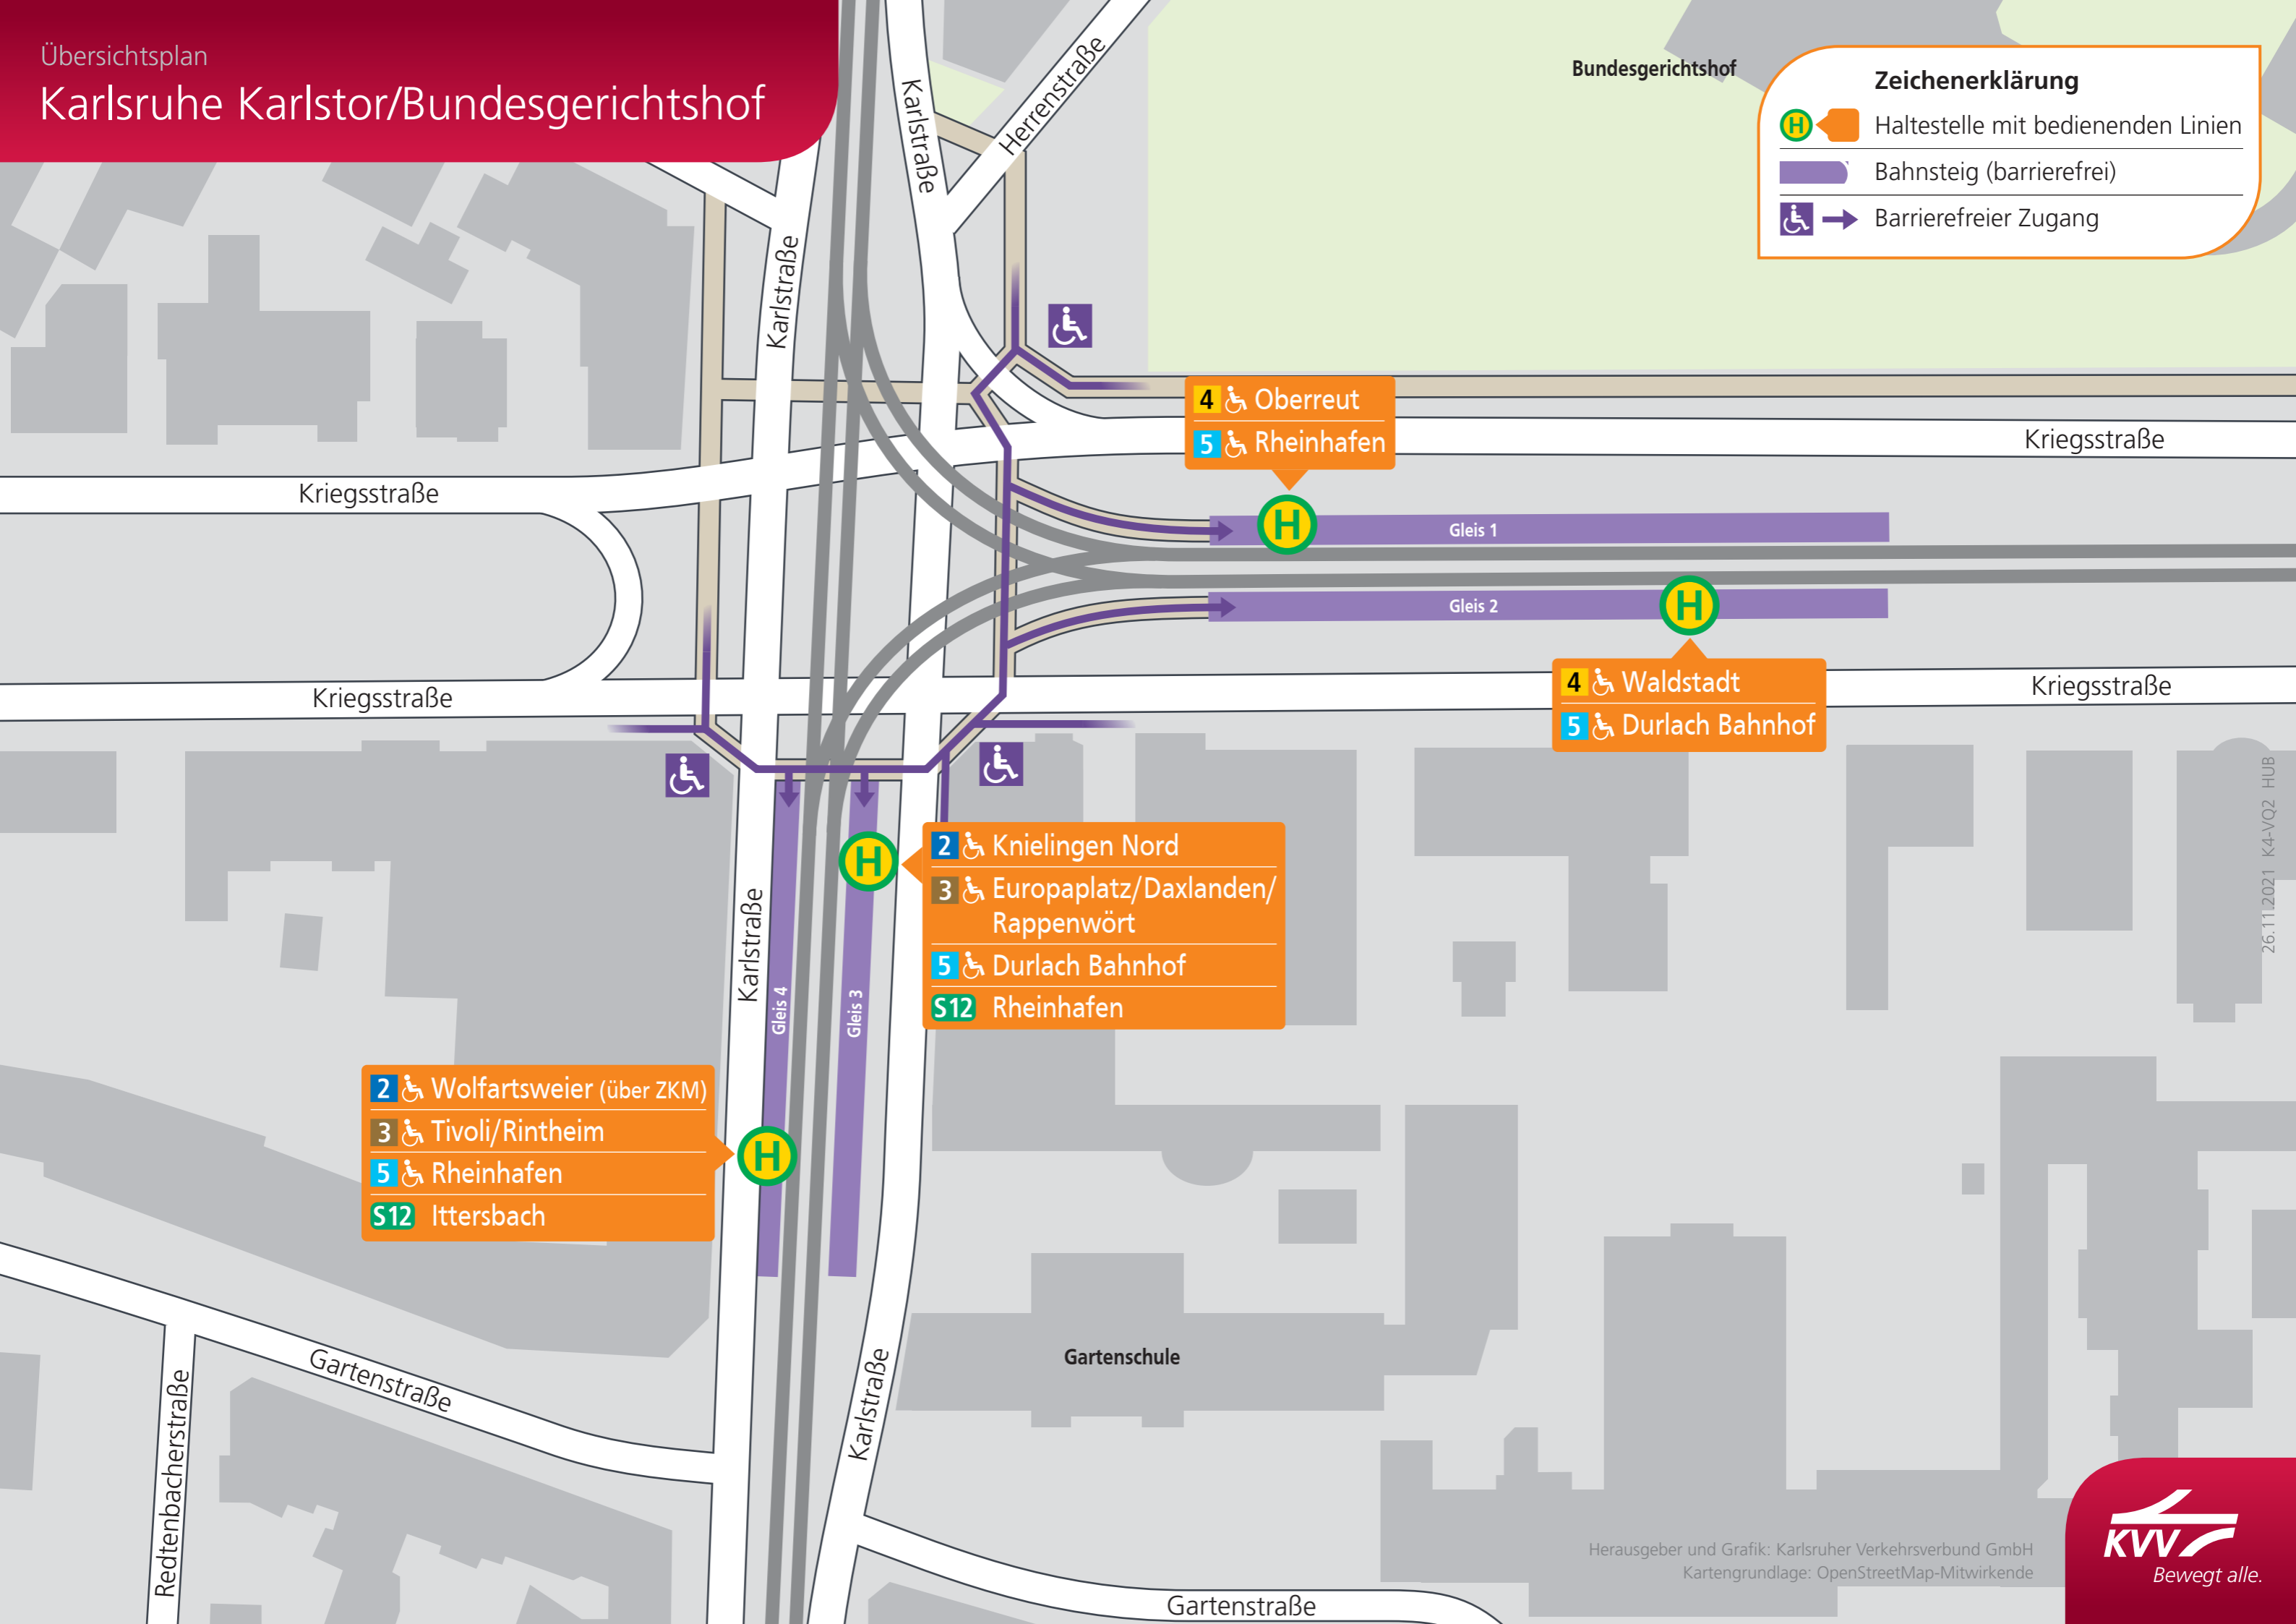 Übersichtsplan
Karlsruhe Karlstor/Bundesgerichtshof
Bundesgerichtshof
Zeichenerklärung
H Haltestelle mit bedienenden Linien
Bahnsteig (barrierefrei)
Barrierefreier Zugang
Karlstraße
Herrenstraße
Karlstraße
4 Oberreut
5 Rheinhafen
Kriegsstraße
Kriegsstraße
H
Gleis 1
H
Gleis 2
4 Waldstadt
5 Durlach Bahnhof
Kriegsstraße
Kriegsstraße
H
2 Knielingen Nord
3 Europaplatz/Daxlanden/
Rappenwört
5 Durlach Bahnhof
S12 Rheinhafen
Karlstraße
Gleis 4
Gleis 3
2 Wolfartsweier (über ZKM)
3 Tivoli/Rintheim
5 Rheinhafen
S12 Ittersbach
H
26.11.2021 K4-VQ2 HUB
Gartenschule
Gartenstraße
Karlstraße
Redtenbacherstraße
Gartenstraße
Herausgeber und Grafik: Karlsruher Verkehrsverbund GmbH
Kartengrundlage: OpenStreetMap-Mitwirkende
KVV
Bewegt alle.